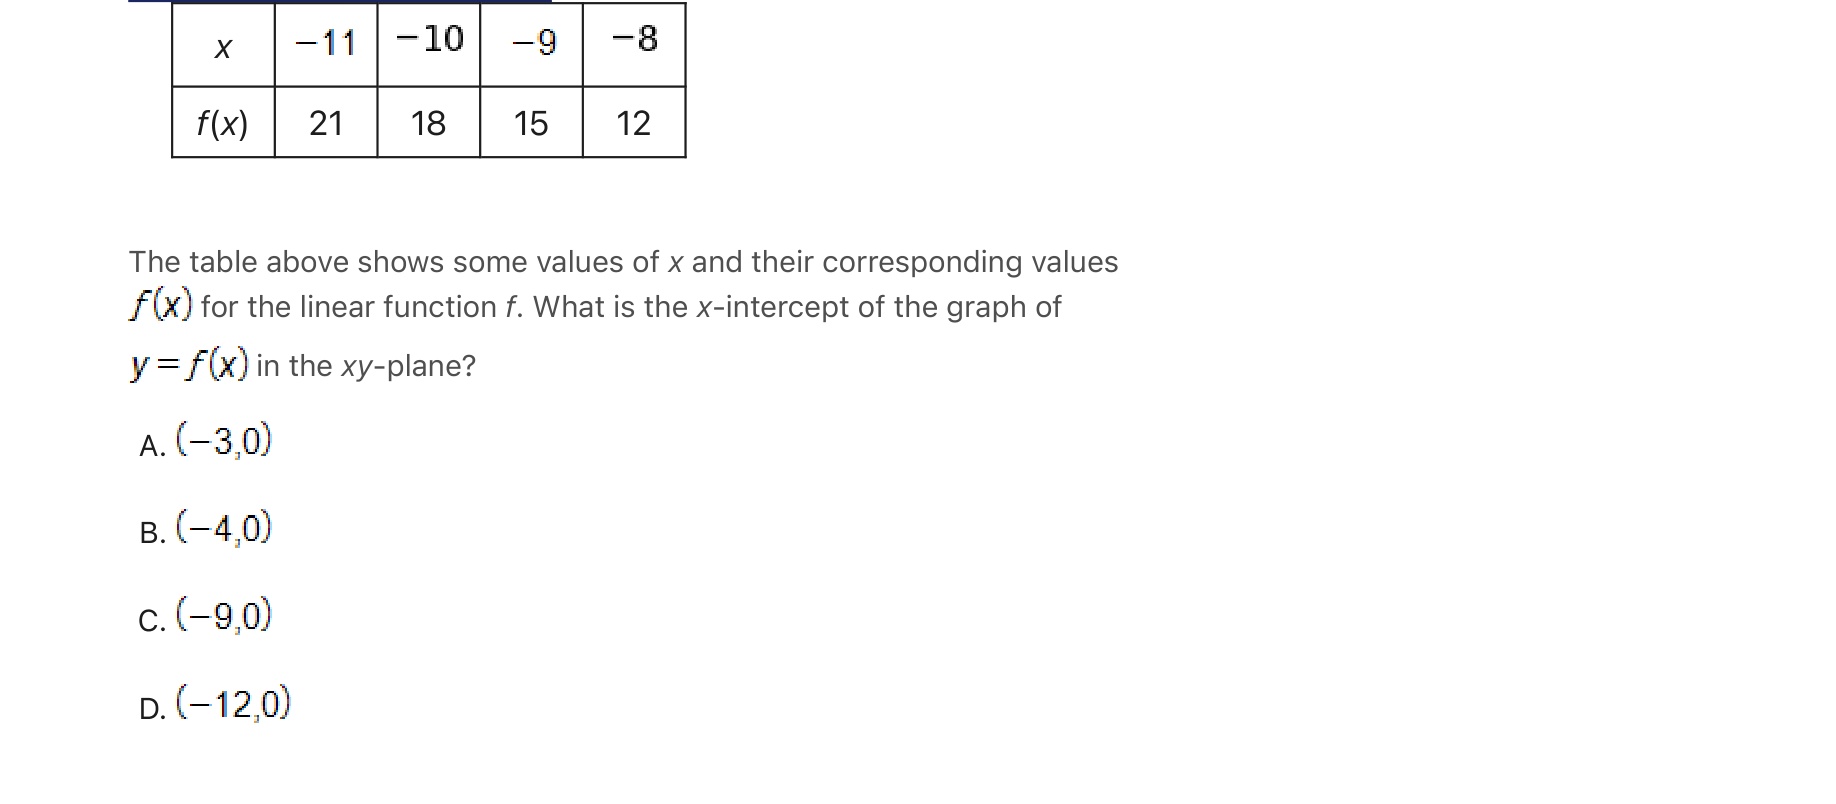 x −11 −10 −9 −8
f(x) 21 18 15 12
The table above shows some values of x and their corresponding values
f(x) for the linear function f. What is the x-intercept of the graph of
y=f(x) in the xy-plane?
A. (−3,0)
B. (−4,0)
C. (−9,0)
D. (−12,0)